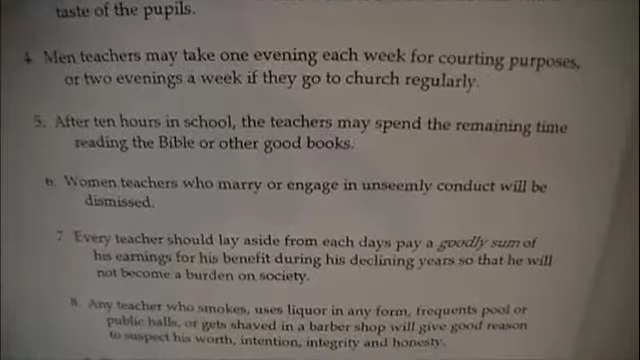 taste of the pupils.
4. Men teachers may take one evening each week for courting purposes,
or two evenings a week if they go to church regularly.
5. After ten hours in school, the teachers may spend the remaining time
reading the Bible or other good books.
6. Women teachers who marry or engage in unseemly conduct will be
dismissed.
7. Every teacher should lay aside from each days pay a goodly sum of
his earnings for his benefit during his declining years so that he will
not become a burden on society.
8. Any teacher who smokes, uses liquor in any form, frequents pool or
public halls, or gets shaved in a barber shop will give good reason
to suspect his worth, intention, integrity and honesty.